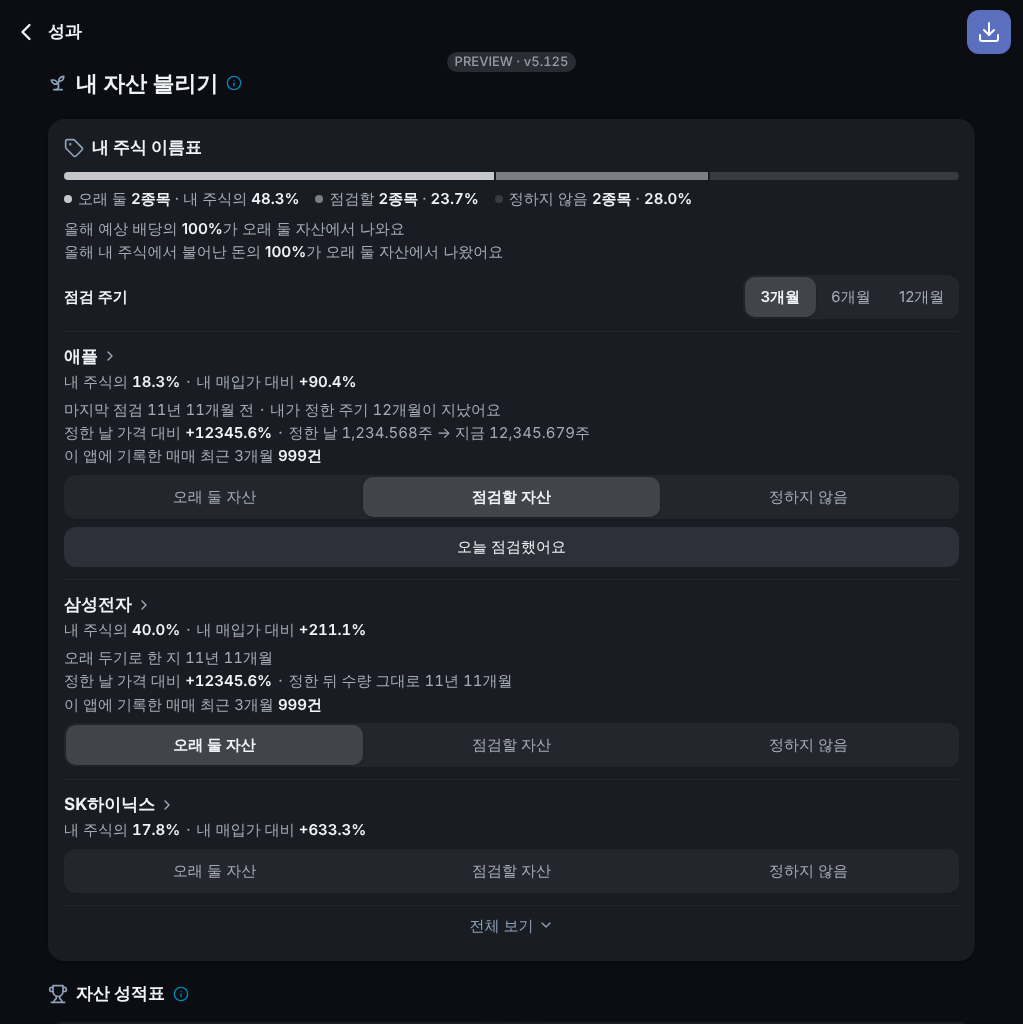 성과
PREVIEW · v5.125
내 자산 불리기
내 주식 이름표
오래 둘 2종목 · 내 주식의 48.3% 점검할 2종목 · 23.7% 정하지 않음 2종목 · 28.0%
올해 예상 배당의 100%가 오래 둘 자산에서 나와요
올해 내 주식에서 불어난 돈의 100%가 오래 둘 자산에서 나왔어요
점검 주기 3개월 6개월 12개월
애플
내 주식의 18.3% · 내 매입가 대비 +90.4%
마지막 점검 11년 11개월 전 · 내가 정한 주기 12개월이 지났어요
정한 날 가격 대비 +12345.6% · 정한 날 1,234.568주 → 지금 12,345.679주
이 앱에 기록한 매매 최근 3개월 999건
오래 둘 자산 점검할 자산 정하지 않음
오늘 점검했어요
삼성전자
내 주식의 40.0% · 내 매입가 대비 +211.1%
오래 두기로 한 지 11년 11개월
정한 날 가격 대비 +12345.6% · 정한 뒤 수량 그대로 11년 11개월
이 앱에 기록한 매매 최근 3개월 999건
오래 둘 자산 점검할 자산 정하지 않음
SK하이닉스
내 주식의 17.8% · 내 매입가 대비 +633.3%
오래 둘 자산 점검할 자산 정하지 않음
전체 보기
자산 성적표